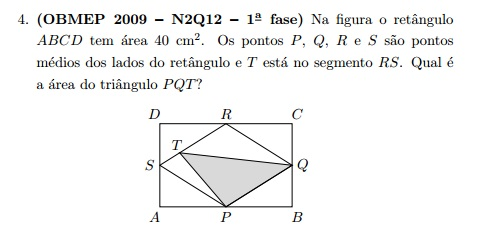 4. (OBMEP 2009 – N2Q12 – 1ª fase) Na figura o retângulo
ABCD tem área 40 cm². Os pontos P, Q, R e S são pontos
médios dos lados do retângulo e T está no segmento RS. Qual é
a área do triângulo PQT?
D R C
T
S Q
A P B